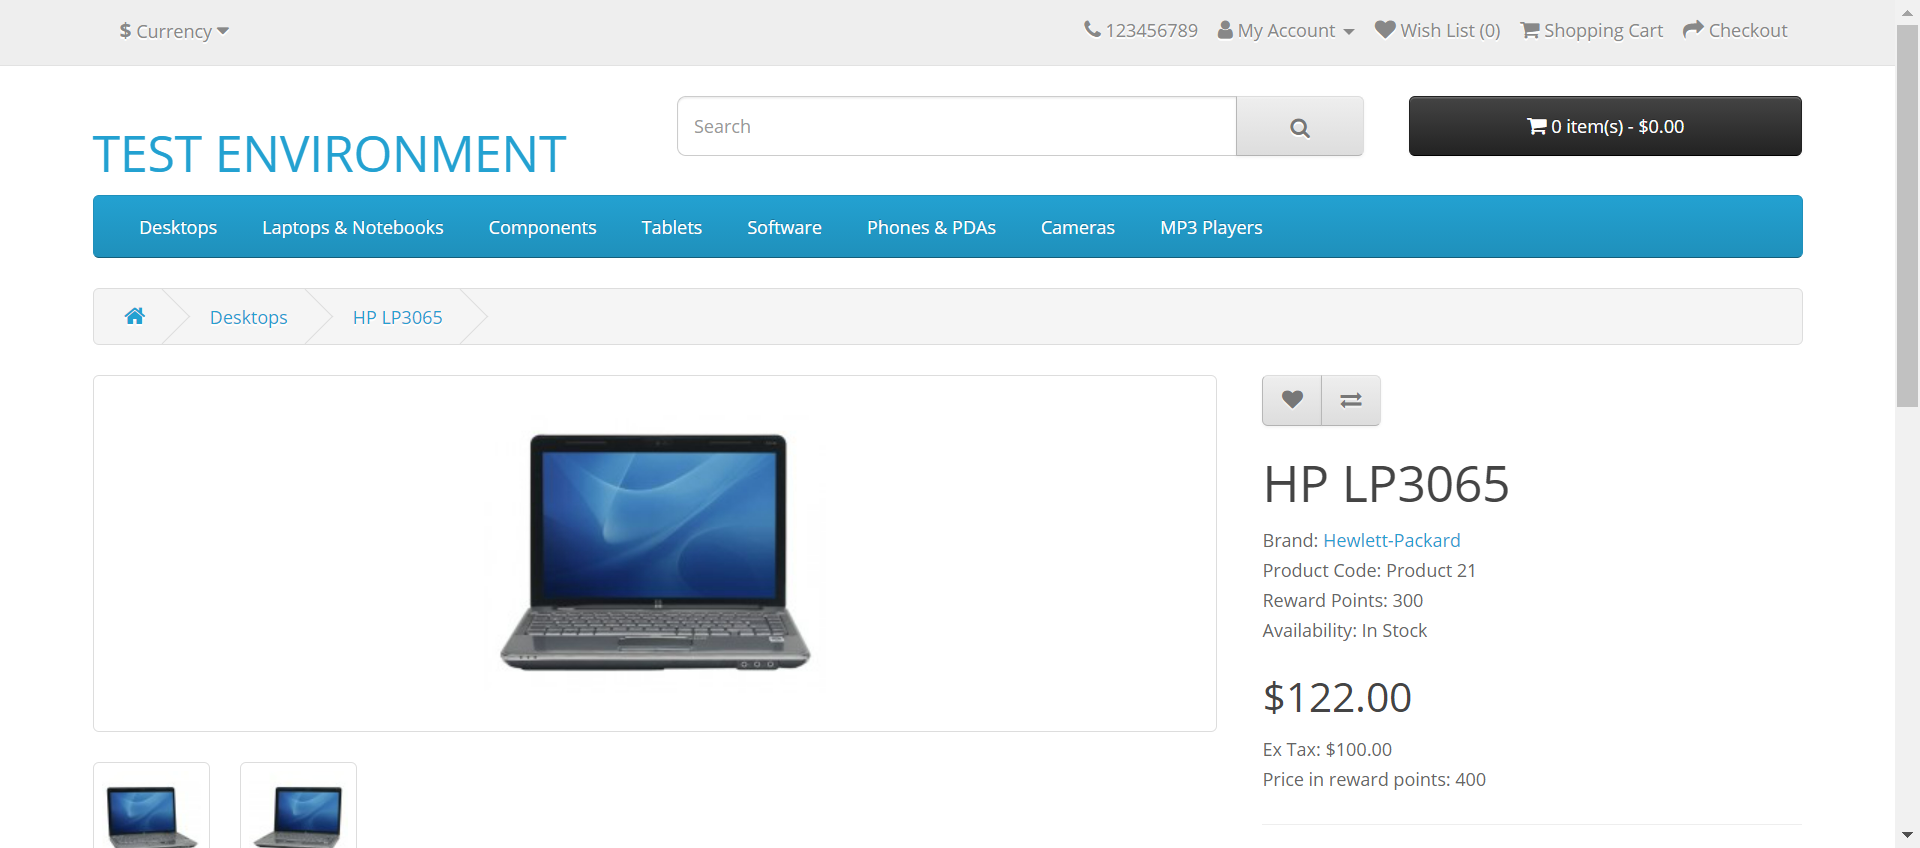 $ Currency
123456789 My Account Wish List (0) Shopping Cart Checkout
TEST ENVIRONMENT
Search
0 item(s) - $0.00
Desktops Laptops & Notebooks Components Tablets Software Phones & PDAs Cameras MP3 Players
Desktops HP LP3065
HP LP3065
Brand: Hewlett-Packard
Product Code: Product 21
Reward Points: 300
Availability: In Stock
$122.00
Ex Tax: $100.00
Price in reward points: 400